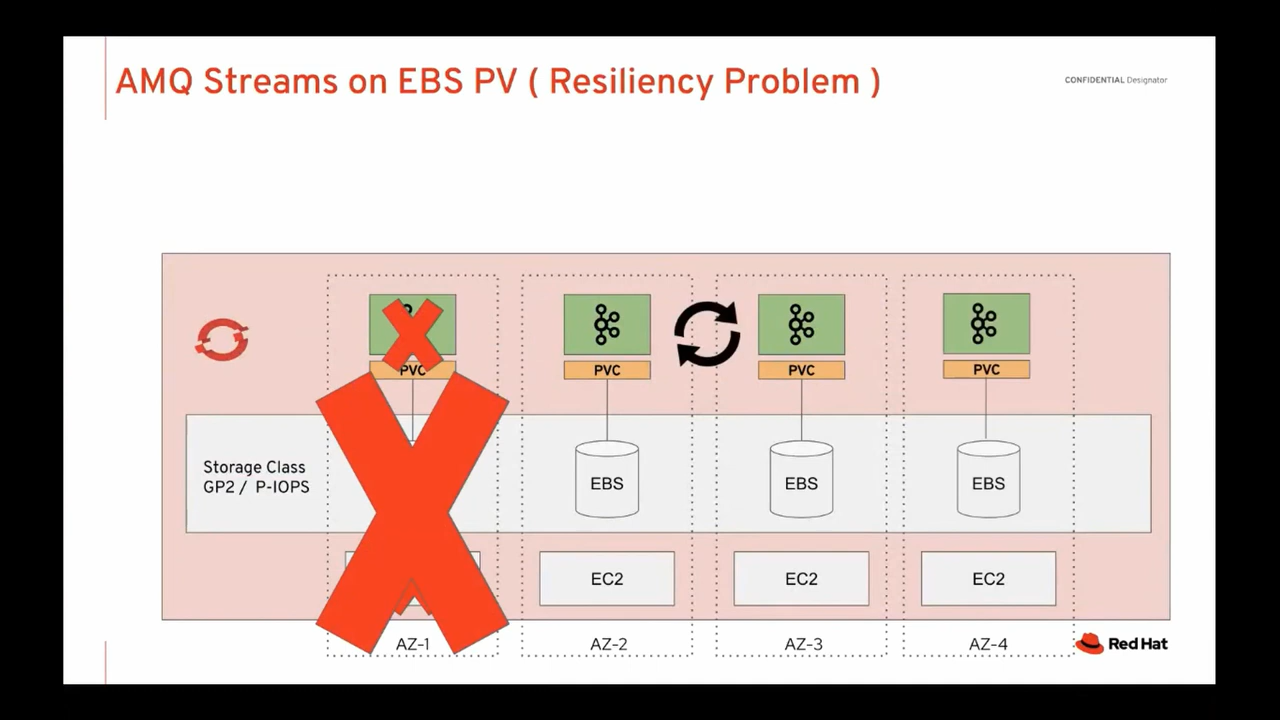 AMQ Streams on EBS PV ( Resiliency Problem )
CONFIDENTIAL Designator
PVC
PVC
PVC
PVC
Storage Class
GP2 / P-IOPS
EBS
EBS
EBS
EC2
EC2
EC2
AZ-1
AZ-2
AZ-3
AZ-4
Red Hat